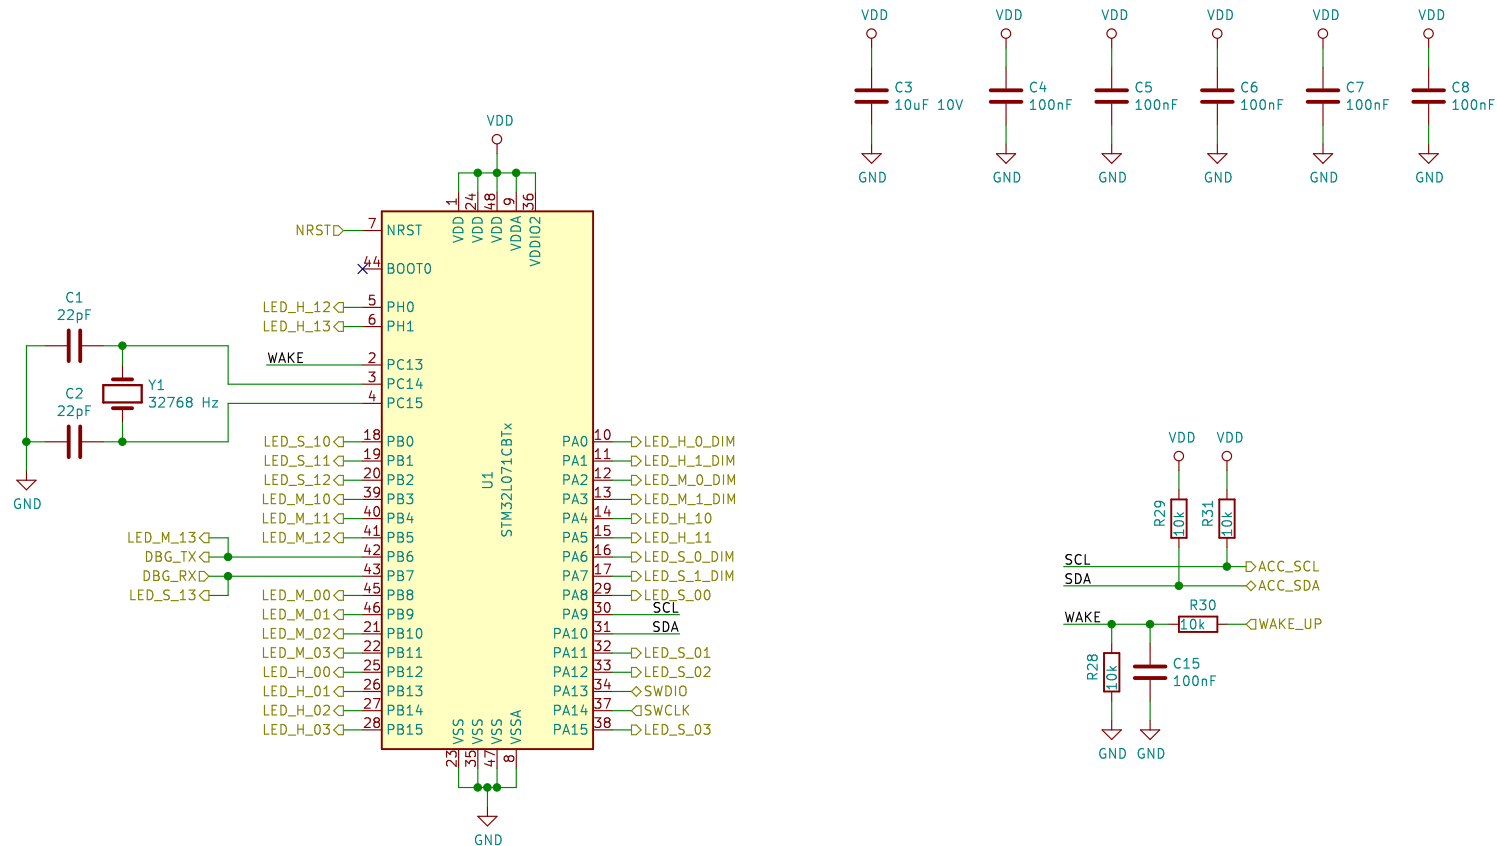 VDD VDD VDD VDD VDD VDD
C3 C4 C5 C6 C7 C8
10uF 10V 100nF 100nF 100nF 100nF 100nF
GND GND GND GND GND GND
VDD
1 24 48 9 36
VDD VDD VDD VDDA VDDIO2
NRST 7 NRST
44 BOOT0
LED_H_12 5 PH0
LED_H_13 6 PH1
WAKE 2 PC13
3 PC14
4 PC15
C1
22pF
Y1
32768 Hz
C2
22pF
GND
U1
STM32L071CBTx
LED_S_10 18 PB0 PA0 10 LED_H_0_DIM
LED_S_11 19 PB1 PA1 11 LED_H_1_DIM
LED_S_12 20 PB2 PA2 12 LED_M_0_DIM
LED_M_10 39 PB3 PA3 13 LED_M_1_DIM
LED_M_11 40 PB4 PA4 14 LED_H_10
LED_M_13 LED_M_12 41 PB5 PA5 15 LED_H_11
DBG_TX 42 PB6 PA6 16 LED_S_0_DIM
DBG_RX 43 PB7 PA7 17 LED_S_1_DIM
LED_S_13 LED_M_00 45 PB8 PA8 29 LED_S_00
LED_M_01 46 PB9 PA9 30 SCL
LED_M_02 21 PB10 PA10 31 SDA
LED_M_03 22 PB11 PA11 32 LED_S_01
LED_H_00 25 PB12 PA12 33 LED_S_02
LED_H_01 26 PB13 PA13 34 SWDIO
LED_H_02 27 PB14 PA14 37 SWCLK
LED_H_03 28 PB15 PA15 38 LED_S_03
VSS VSS VSS VSSA
23 35 47 8
GND
VDD VDD
R29 10k R31 10k
SCL ACC_SCL
SDA ACC_SDA
R30
WAKE 10k WAKE_UP
R28 10k
C15
100nF
GND GND